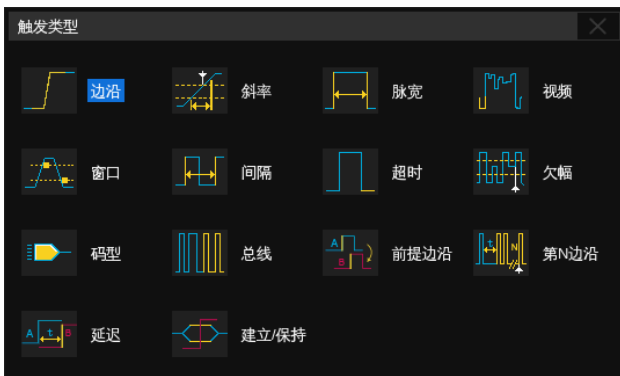 触发类型
边沿 斜率 脉宽 视频
窗口 间隔 超时 欠幅
码型 总线 A B 前提边沿 t N 第N边沿
A t B 延迟 建立/保持